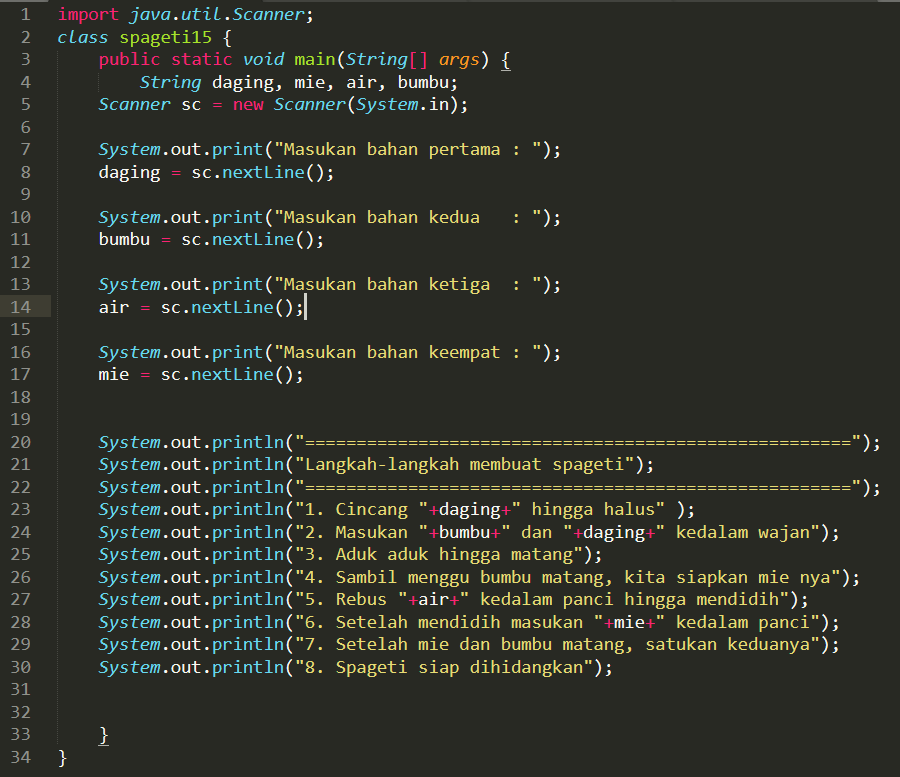 1 import java.util.Scanner;
2 class spageti15 {
3     public static void main(String[] args) {
4         String daging, mie, air, bumbu;
5     Scanner sc = new Scanner(System.in);
6
7     System.out.print("Masukan bahan pertama : ");
8     daging = sc.nextLine();
9
10     System.out.print("Masukan bahan kedua   : ");
11     bumbu = sc.nextLine();
12
13     System.out.print("Masukan bahan ketiga  : ");
14     air = sc.nextLine();
15
16     System.out.print("Masukan bahan keempat : ");
17     mie = sc.nextLine();
18
19
20     System.out.println("=====================================================");
21     System.out.println("Langkah-langkah membuat spageti");
22     System.out.println("=====================================================");
23     System.out.println("1. Cincang "+daging+" hingga halus" );
24     System.out.println("2. Masukan "+bumbu+" dan "+daging+" kedalam wajan");
25     System.out.println("3. Aduk aduk hingga matang");
26     System.out.println("4. Sambil menggu bumbu matang, kita siapkan mie nya");
27     System.out.println("5. Rebus "+air+" kedalam panci hingga mendidih");
28     System.out.println("6. Setelah mendidih masukan "+mie+" kedalam panci");
29     System.out.println("7. Setelah mie dan bumbu matang, satukan keduanya");
30     System.out.println("8. Spageti siap dihidangkan");
31
32
33     }
34 }